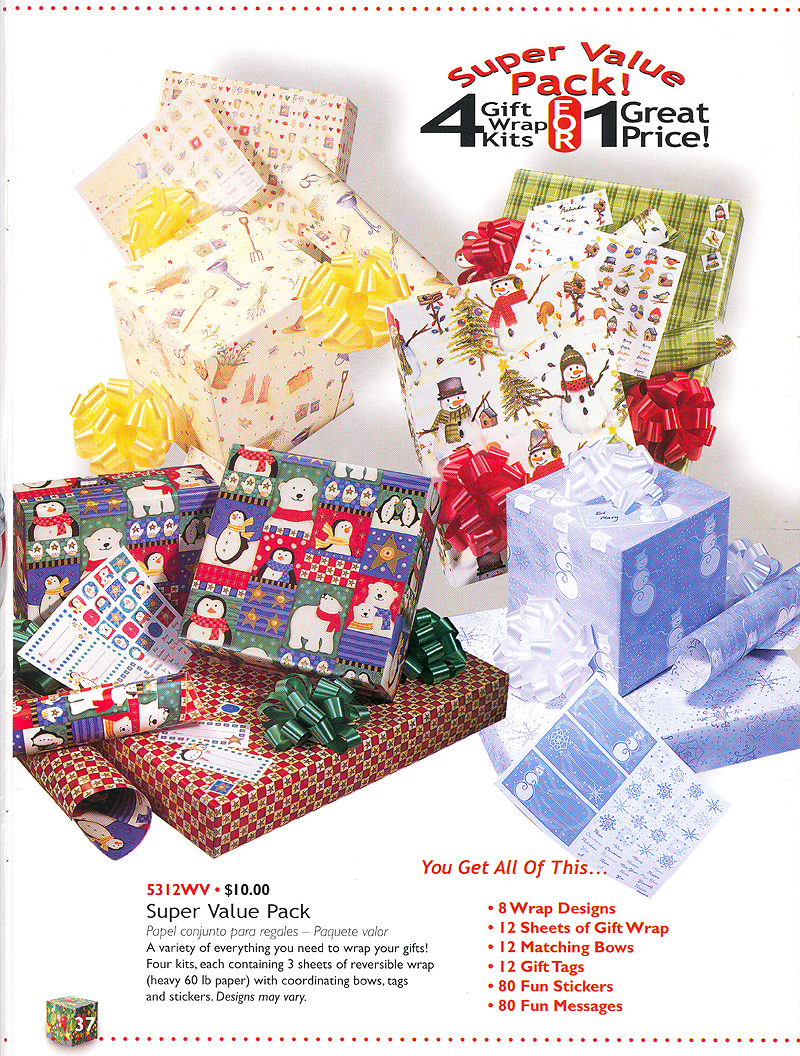 Super Value
Pack!
4 Gift Wrap Kits FOR 1 Great Price!
Melinda
Mary
You Get All Of This...
5312WV • $10.00
Super Value Pack
Papel conjunto para regales – Paquete valor
A variety of everything you need to wrap your gifts!
Four kits, each containing 3 sheets of reversible wrap
(heavy 60 lb paper) with coordinating bows, tags
and stickers. Designs may vary.
• 8 Wrap Designs
• 12 Sheets of Gift Wrap
• 12 Matching Bows
• 12 Gift Tags
• 80 Fun Stickers
• 80 Fun Messages
37